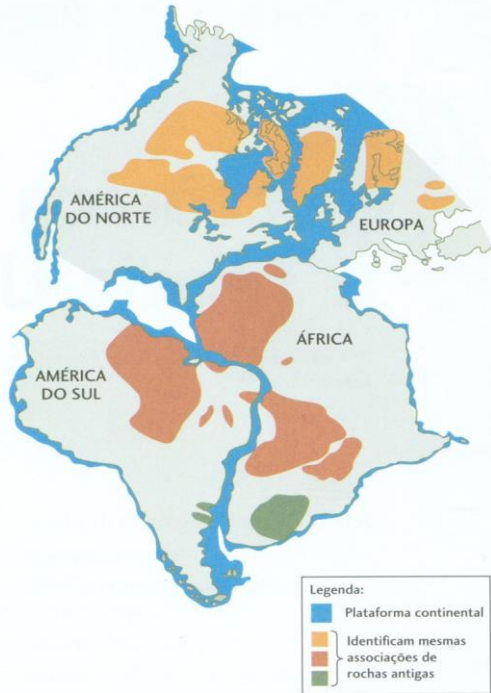 AMÉRICA
DO NORTE
EUROPA
ÁFRICA
AMÉRICA
DO SUL
Legenda:
Plataforma continental
Identificam mesmas
associações de
rochas antigas